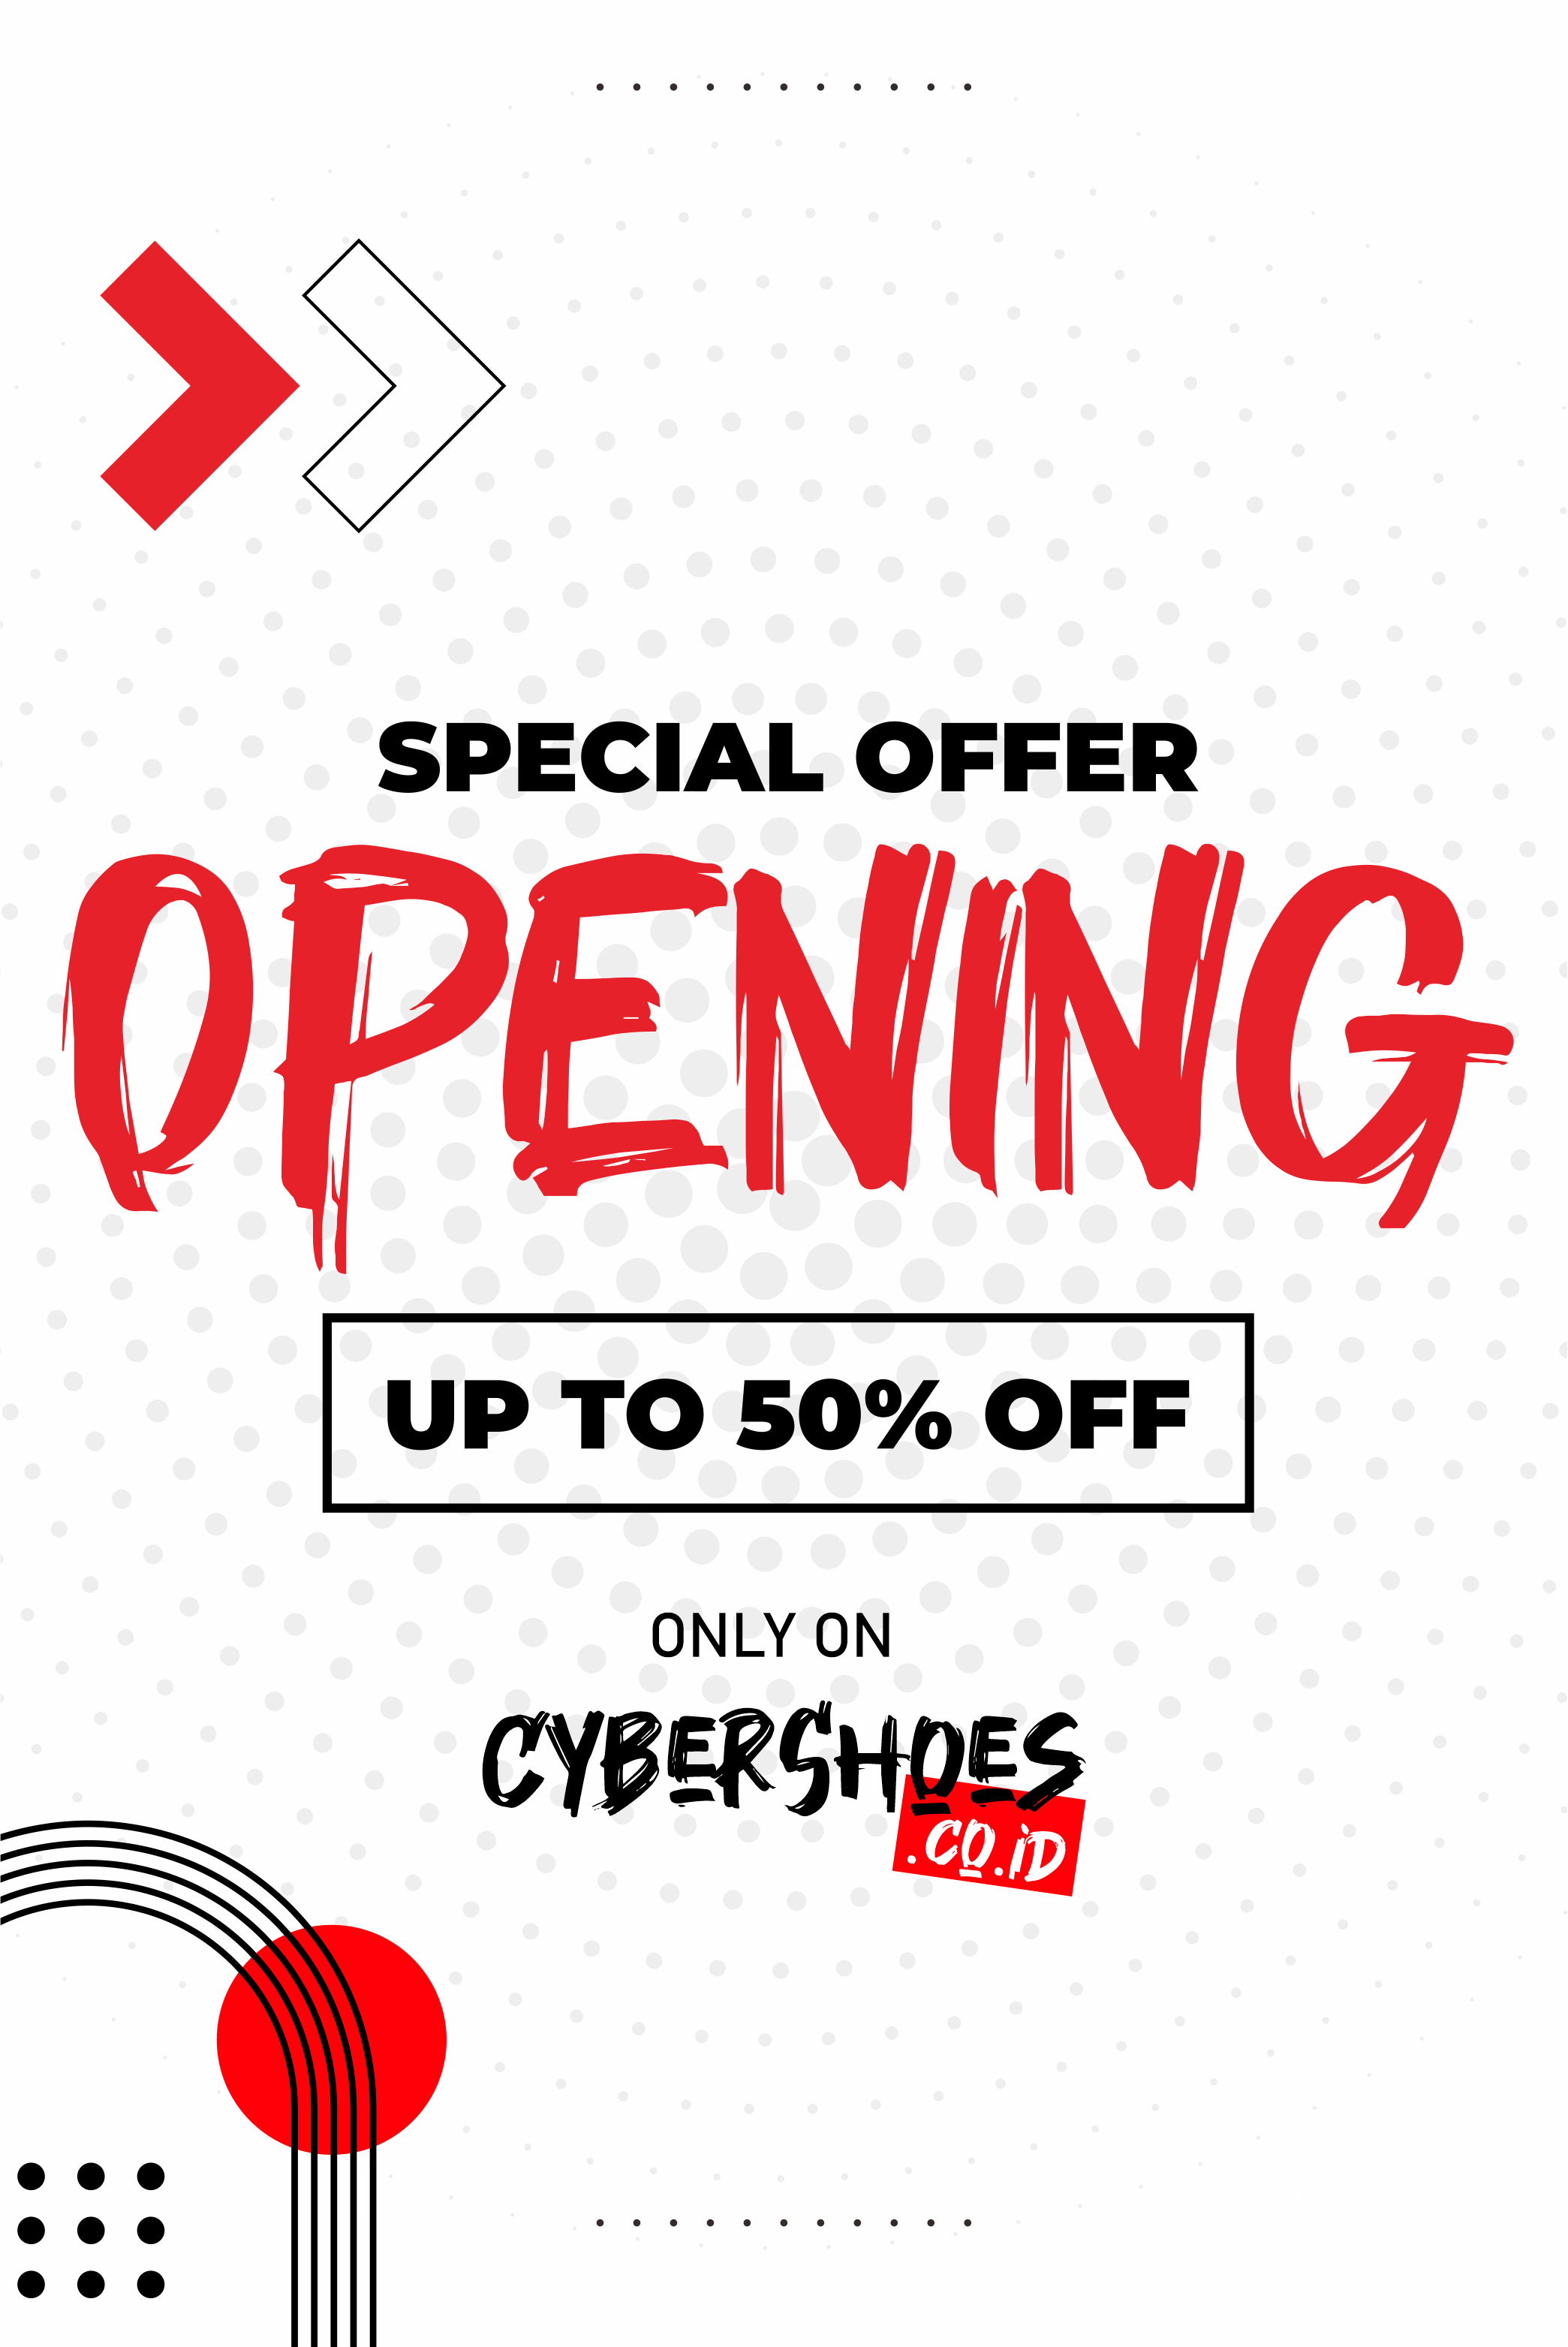 SPECIAL OFFER
OPENING
UP TO 50% OFF
ONLY ON
CYBERSHOES
.CO.iD